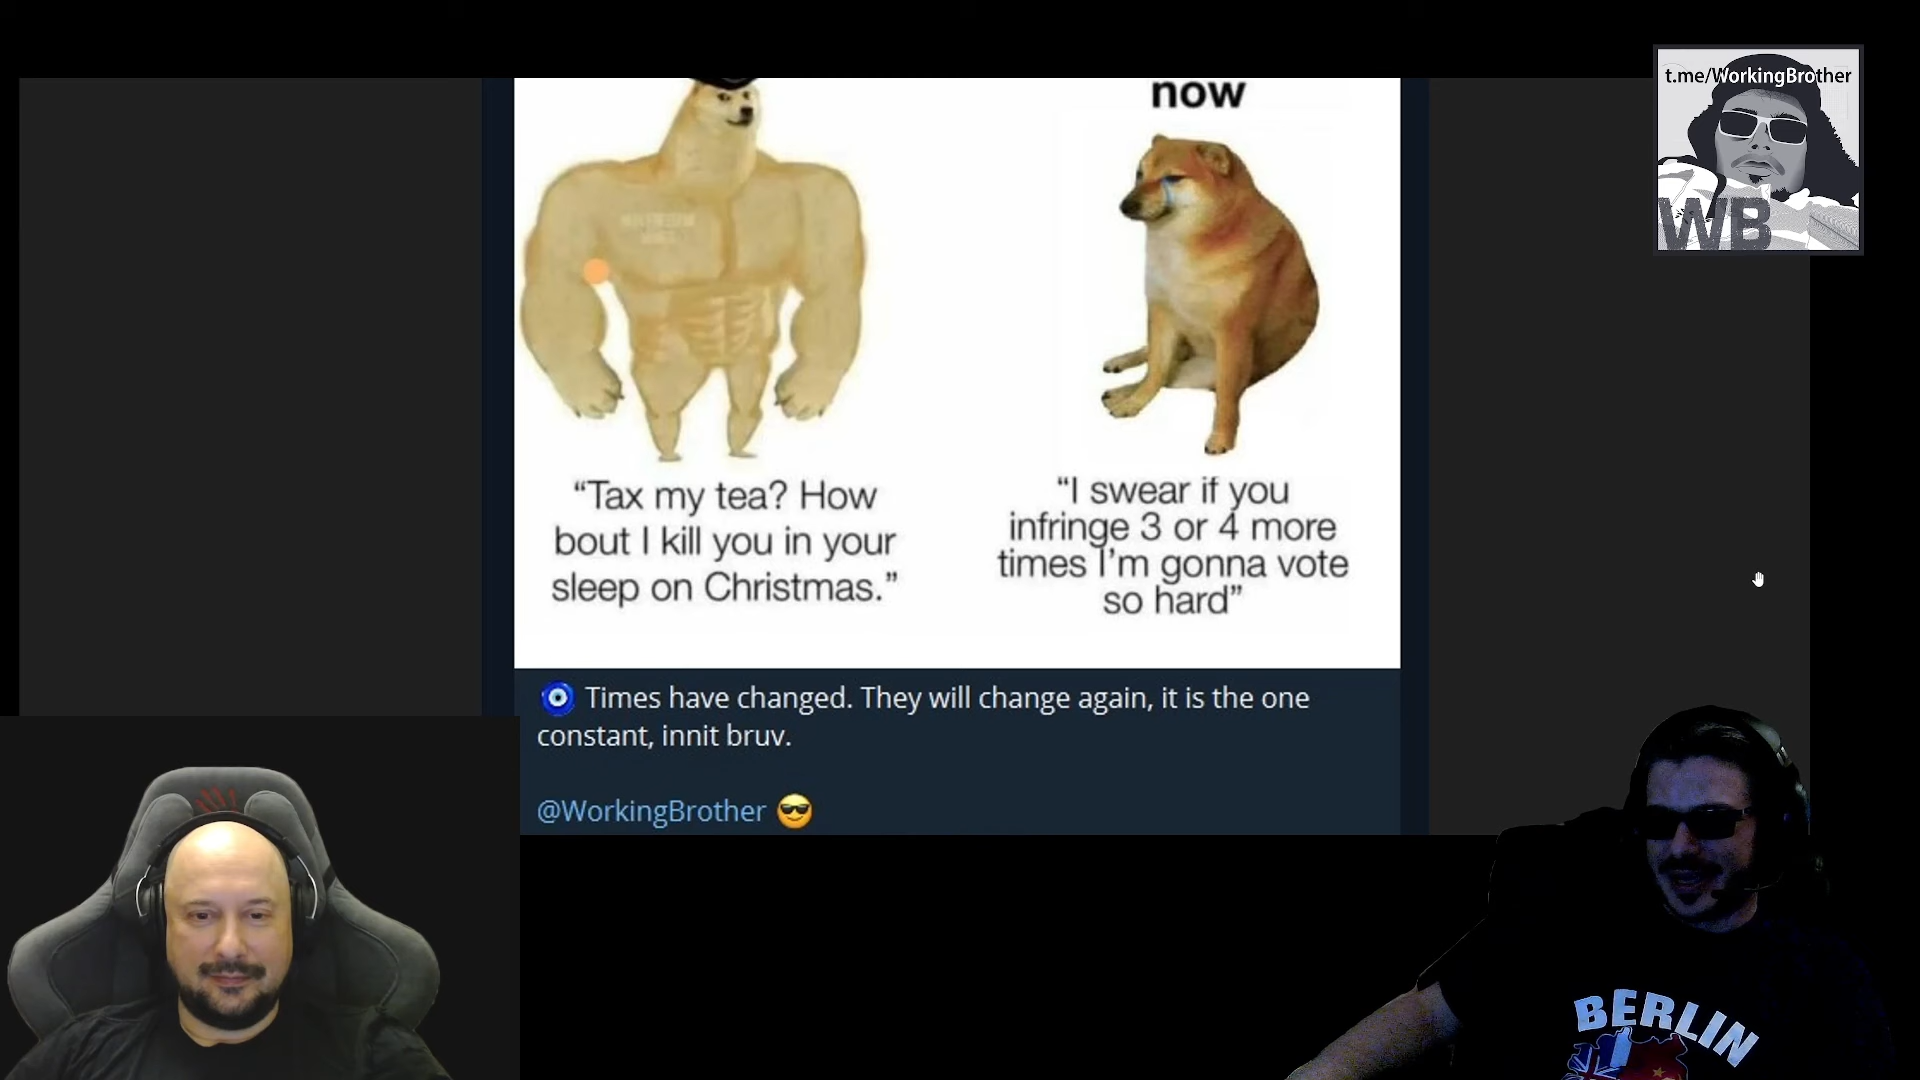 t.me/WorkingBrother
WB
now
“Tax my tea? How
bout I kill you in your
sleep on Christmas.”
“I swear if you
infringe 3 or 4 more
times I’m gonna vote
so hard”
Times have changed. They will change again, it is the one
constant, innit bruv.
@WorkingBrother
BERLIN